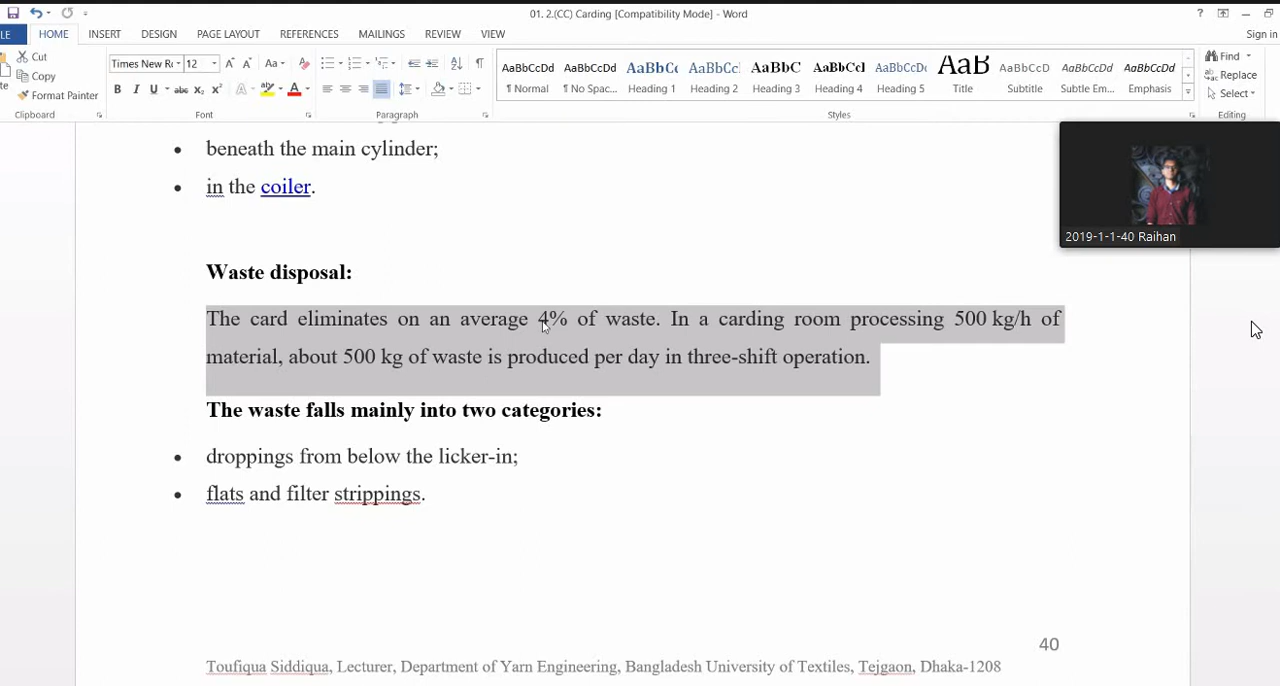 01. 2.(CC) Carding [Compatibility Mode] - Word
HOME INSERT DESIGN PAGE LAYOUT REFERENCES MAILINGS REVIEW VIEW
Sign in
Cut
Copy
Format Painter
Clipboard
Times New R 12
Font
Paragraph
AaBbCcDd AaBbCcDd AaBbCc AaBbCc AaBbC AaBbCcl AaBbCcDc AaB AaBbCcD AaBbCcDd AaBbCcDd
¶ Normal ¶ No Spac... Heading 1 Heading 2 Heading 3 Heading 4 Heading 5 Title Subtitle Subtle Em... Emphasis
Styles
Find
Replace
Select
Editing
• beneath the main cylinder;
• in the coiler.
2019-1-1-40 Raihan
Waste disposal:
The card eliminates on an average 4% of waste. In a carding room processing 500 kg/h of
material, about 500 kg of waste is produced per day in three-shift operation.
The waste falls mainly into two categories:
• droppings from below the licker-in;
• flats and filter strippings.
40
Toufiqua Siddiqua, Lecturer, Department of Yarn Engineering, Bangladesh University of Textiles, Tejgaon, Dhaka-1208